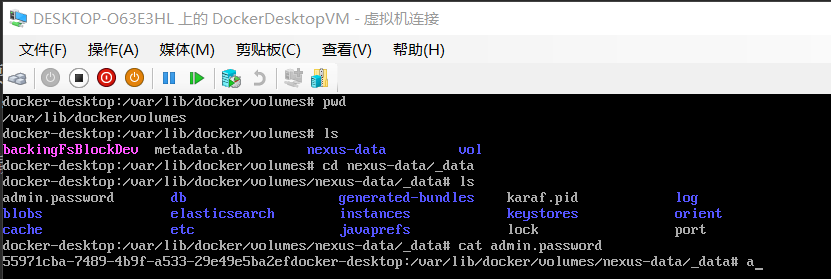 DESKTOP-O63E3HL 上的 DockerDesktopVM - 虚拟机连接
文件(F) 操作(A) 媒体(M) 剪贴板(C) 查看(V) 帮助(H)
docker-desktop:/var/lib/docker/volumes# pwd
/var/lib/docker/volumes
docker-desktop:/var/lib/docker/volumes# ls
backingFsBlockDev metadata.db nexus-data vol
docker-desktop:/var/lib/docker/volumes# cd nexus-data/_data
docker-desktop:/var/lib/docker/volumes/nexus-data/_data# ls
admin.password db generated-bundles karaf.pid log
blobs elasticsearch instances keystores orient
cache etc javaprefs lock port
docker-desktop:/var/lib/docker/volumes/nexus-data/_data# cat admin.password
55971cba-7489-4b9f-a533-29e49e5ba2efdocker-desktop:/var/lib/docker/volumes/nexus-data/_data# a_